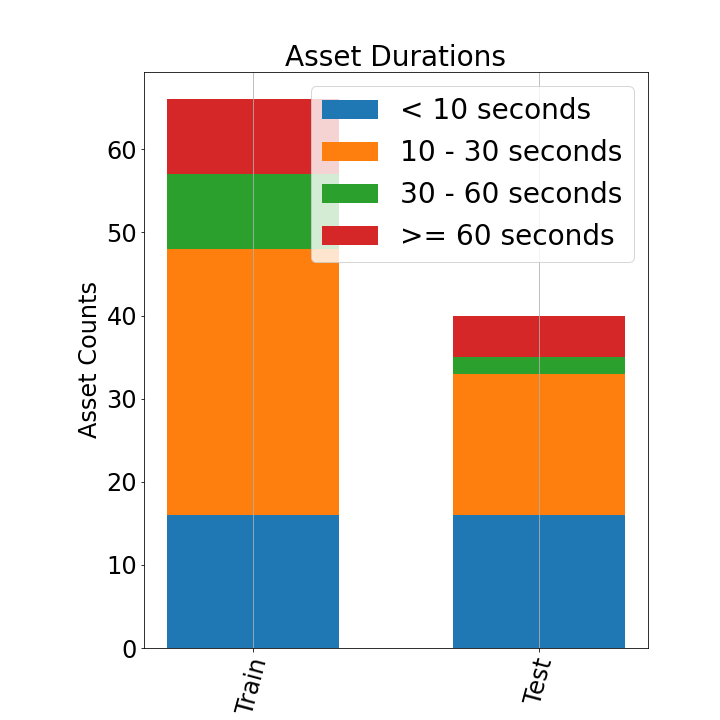 Asset Durations
< 10 seconds
10 - 30 seconds
30 - 60 seconds
>= 60 seconds
Asset Counts
60
50
40
30
20
10
0
Train
Test